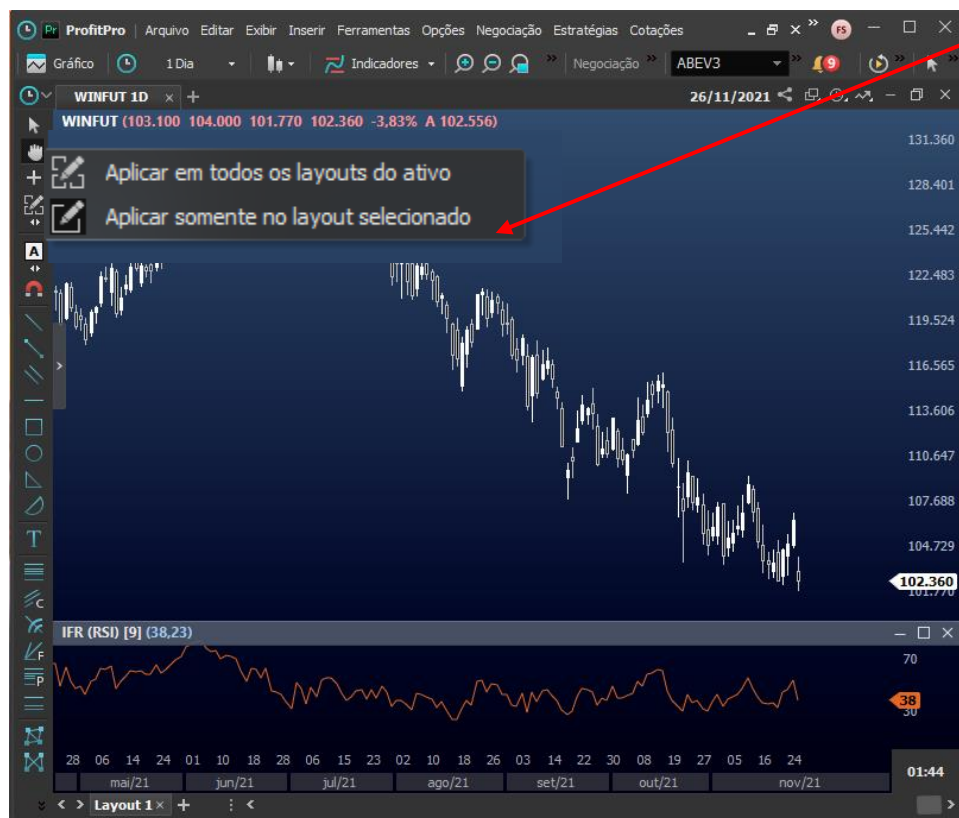 Pr ProfitPro Arquivo Editar Exibir Inserir Ferramentas Opções Negociação Estratégias Cotações FS
Gráfico 1 Dia Indicadores Negociação ABEV3 9
WINFUT 1D 26/11/2021
WINFUT (103.100 104.000 101.770 102.360 -3,83% A 102.556)
Aplicar em todos os layouts do ativo
Aplicar somente no layout selecionado
A
T
C
F
P
131.360
128.401
125.442
122.483
119.524
116.565
113.606
110.647
107.688
104.729
102.360
101.770
IFR (RSI) [9] (38,23)
70
38
30
28 06 14 24 01 10 18 28 06 15 23 02 10 18 26 03 14 22 30 08 19 27 05 16 24
mai/21 jun/21 jul/21 ago/21 set/21 out/21 nov/21
01:44
Layout 1